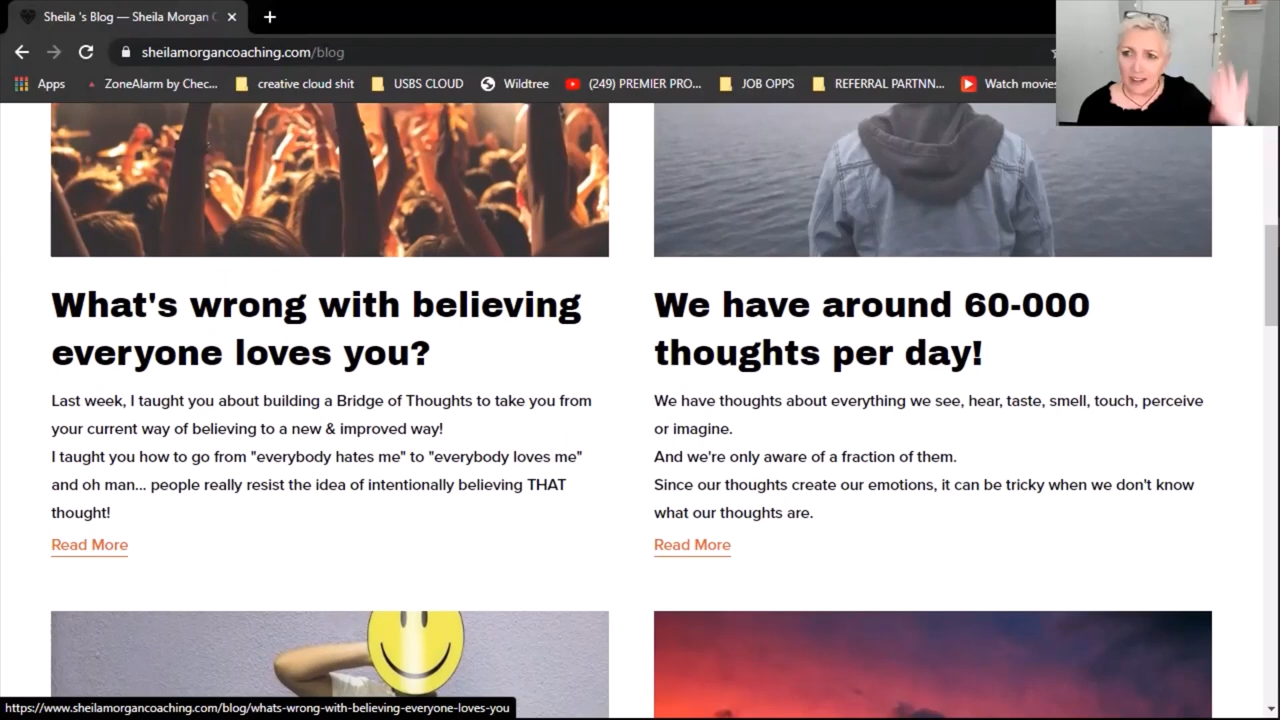 Sheila 's Blog — Sheila Morgan C
sheilamorgancoaching.com/blog
Apps
ZoneAlarm by Chec...
creative cloud shit
USBS CLOUD
Wildtree
(249) PREMIER PRO...
JOB OPPS
REFERRAL PARTNN...
Watch movies
What's wrong with believing
everyone loves you?
Last week, I taught you about building a Bridge of Thoughts to take you from
your current way of believing to a new & improved way!
I taught you how to go from "everybody hates me" to "everybody loves me"
and oh man... people really resist the idea of intentionally believing THAT
thought!
Read More
We have around 60-000
thoughts per day!
We have thoughts about everything we see, hear, taste, smell, touch, perceive
or imagine.
And we're only aware of a fraction of them.
Since our thoughts create our emotions, it can be tricky when we don't know
what our thoughts are.
Read More
https://www.sheilamorgancoaching.com/blog/whats-wrong-with-believing-everyone-loves-you